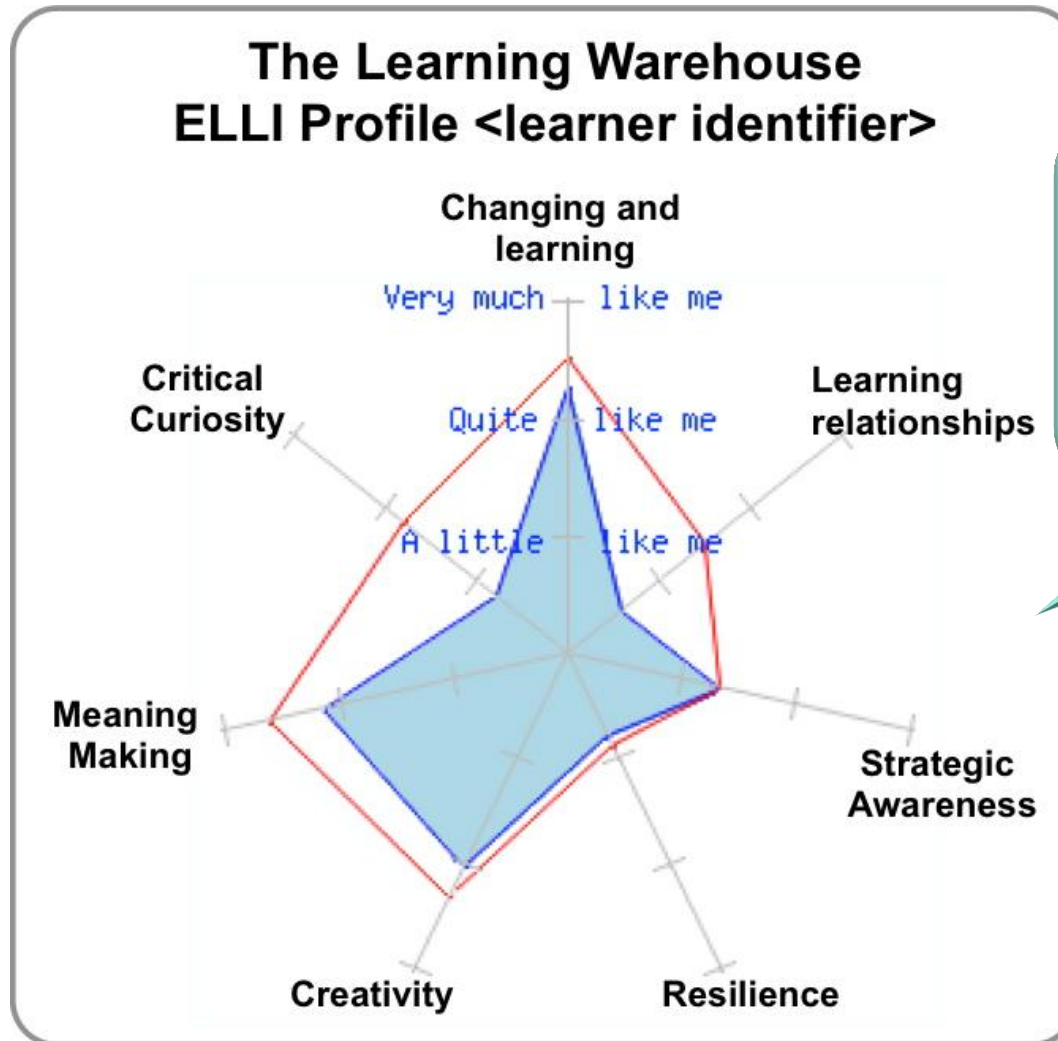 The Learning Warehouse
ELLI Profile <learner identifier>
Changing and
learning
Very much like me
Critical
Curiosity
Learning
relationships
Quite like me
A little like me
Meaning
Making
Strategic
Awareness
Creativity
Resilience